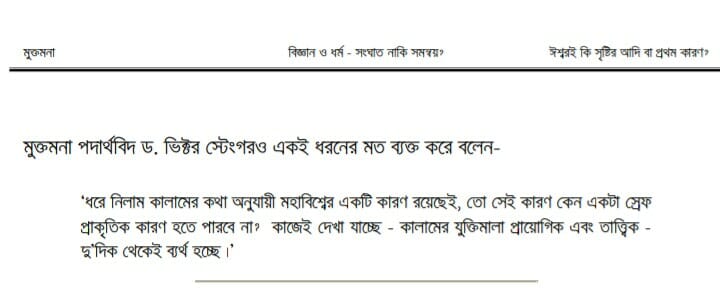 মুক্তমনা
বিজ্ঞান ও ধর্ম - সংঘাত নাকি সমন্বয়?
ঈশ্বরই কি সৃষ্টির আদি বা প্রথম কারণ?
মুক্তমনা পদার্থবিদ ড. ভিক্টর স্টেংগরও একই ধরনের মত ব্যক্ত করে বলেন-
‘ধরে নিলাম কালামের কথা অনুযায়ী মহাবিশ্বের একটি কারণ রয়েছেই, তো সেই কারণ কেন একটা স্রেফ
প্রাকৃতিক কারণ হতে পারবে না? কাজেই দেখা যাচ্ছে - কালামের যুক্তিমালা প্রায়োগিক এবং তাত্ত্বিক -
দু'দিক থেকেই ব্যর্থ হচ্ছে।’